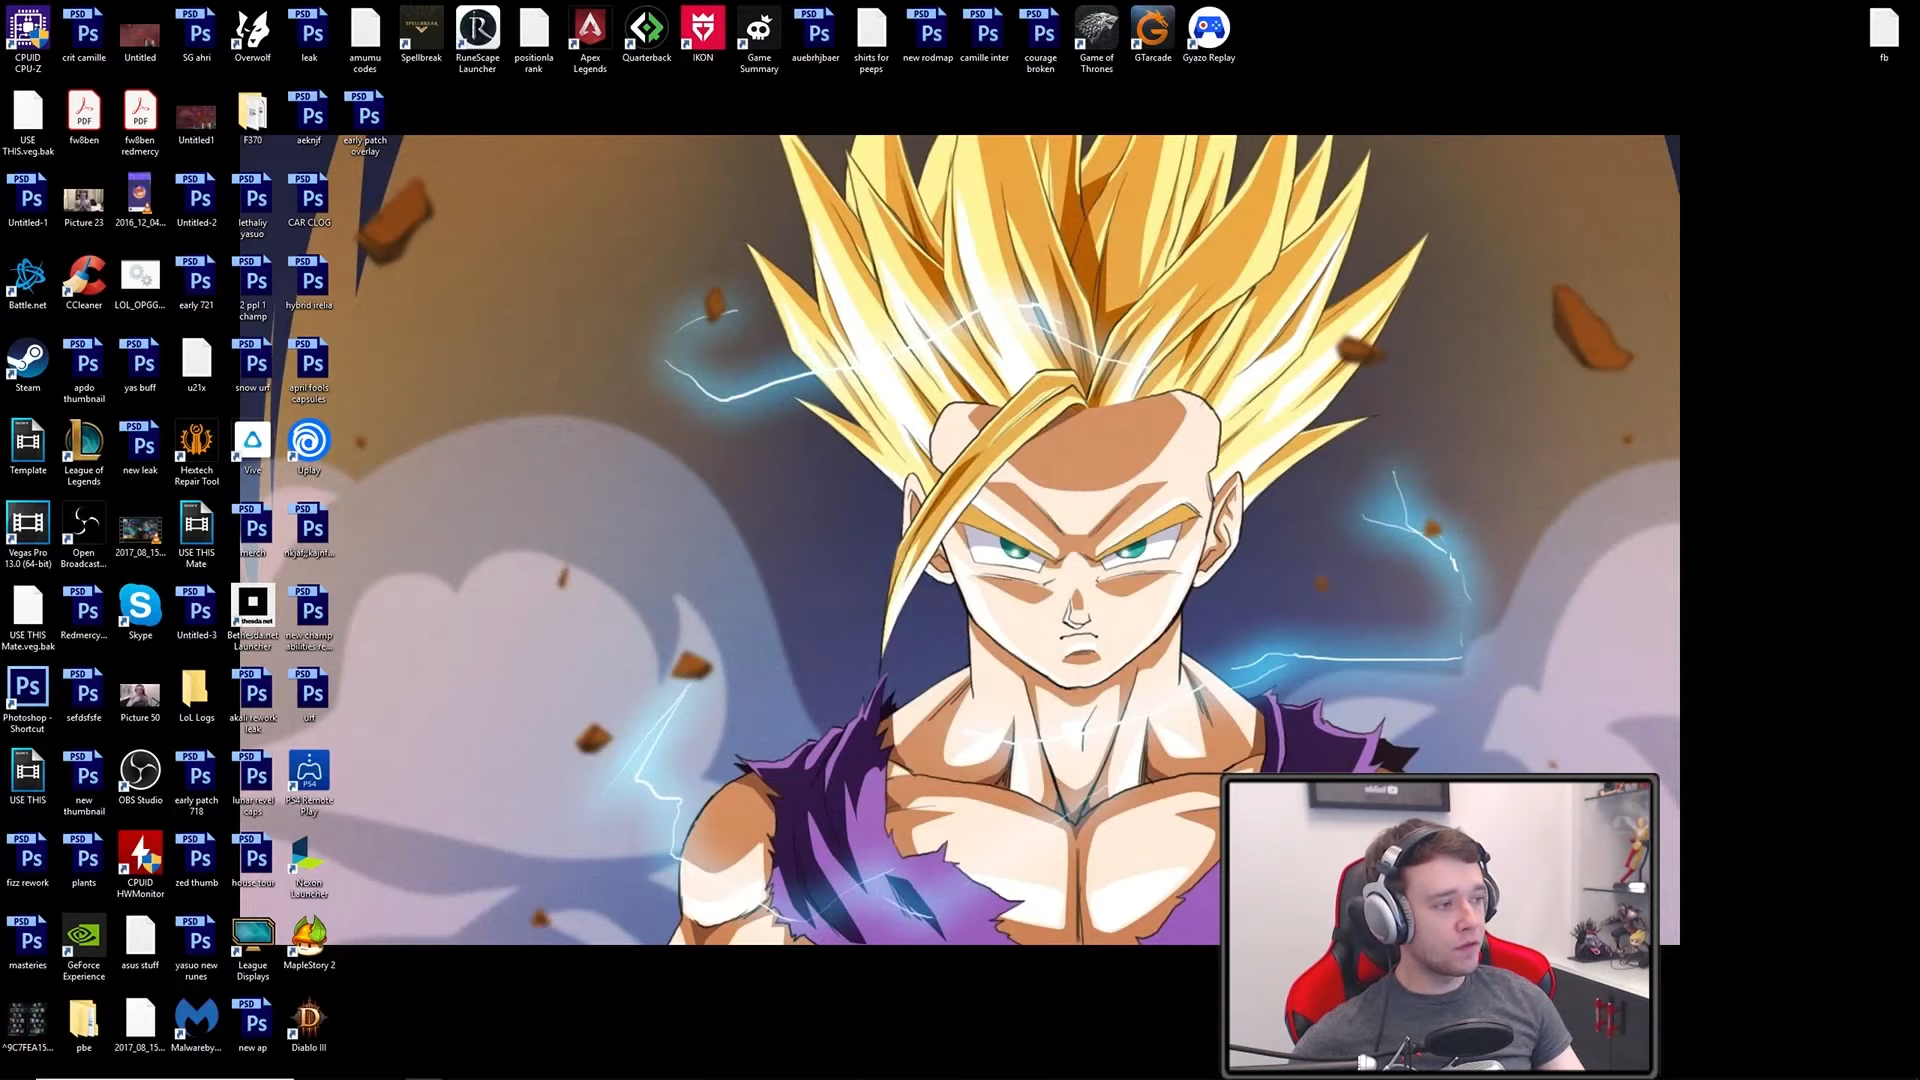 CPUID
CPU-Z
crit camille
Untitled
SG ahri
Overwolf
leak
amumu
codes
Spellbreak
RuneScape
Launcher
positionla
rank
Apex
Legends
Quarterback
IKON
Game
Summary
auebrhjbaer
shirts for
peeps
new rodmap
camille inter
courage
broken
Game of
Thrones
GTarcade
Gyazo Replay
fb
USE
THIS.veg.bak
fw8ben
fw8ben
redmercy
Untitled1
F370
aeknjf
early patch
overlay
Untitled-1
Picture 23
2016_12_04...
Untitled-2
lethaliy
yasuo
CAR CLOG
Battle.net
CCleaner
LOL_OPGG...
early 721
2 ppl 1
champ
hybrid irelia
Steam
apdo
thumbnail
yas buff
u21x
snow urf
april fools
capsules
Template
League of
Legends
new leak
Hextech
Repair Tool
Vive
Uplay
Vegas Pro
13.0 (64-bit)
Open
Broadcast...
2017_08_15...
USE THIS
Mate
merch
USE THIS
Mate.veg.bak
Redmercy...
Skype
Untitled-3
Bethesda.net
Launcher
new champ
abilities re...
Photoshop -
Shortcut
sefdsfsfe
Picture 50
LoL Logs
akali rework
leak
urf
USE THIS
new
thumbnail
OBS Studio
early patch
718
lunar revel
caps
PS4 Remote
Play
fizz rework
plants
CPUID
HWMonitor
zed thumb
house tour
Nexon
Launcher
masteries
GeForce
Experience
asus stuff
yasuo new
runes
League
Displays
MapleStory 2
^9C7FEA15...
pbe
2017_08_15...
Malwareby...
new ap
Diablo III